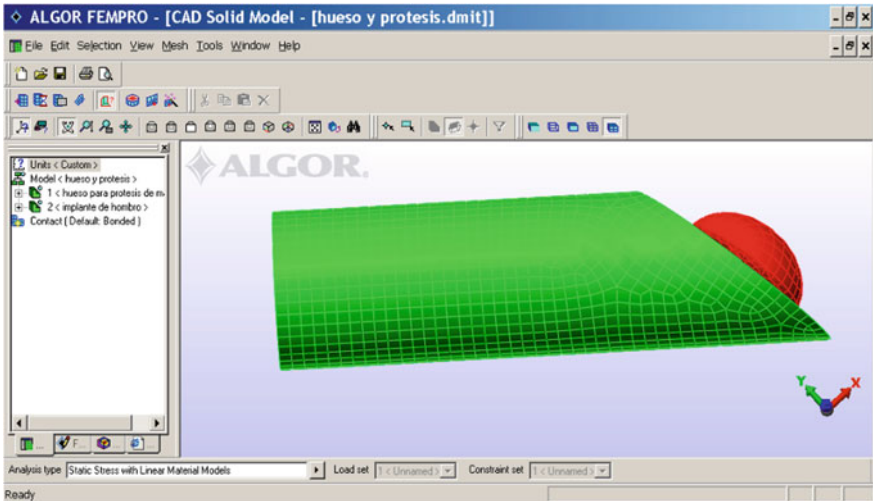 ALGOR FEMPRO - [CAD Solid Model - [hueso y protesis.dmit]]
File Edit Selection View Mesh Tools Window Help
Units < Custom >
Model < hueso y protesis >
1 < hueso para protesis de m
2 < implante de hombro >
Contact ( Default: Bonded )
ALGOR.
Y
X
F...
Analysis type Static Stress with Linear Material Models Load set 1 < Unnamed > Constraint set 1 < Unnamed >
Ready